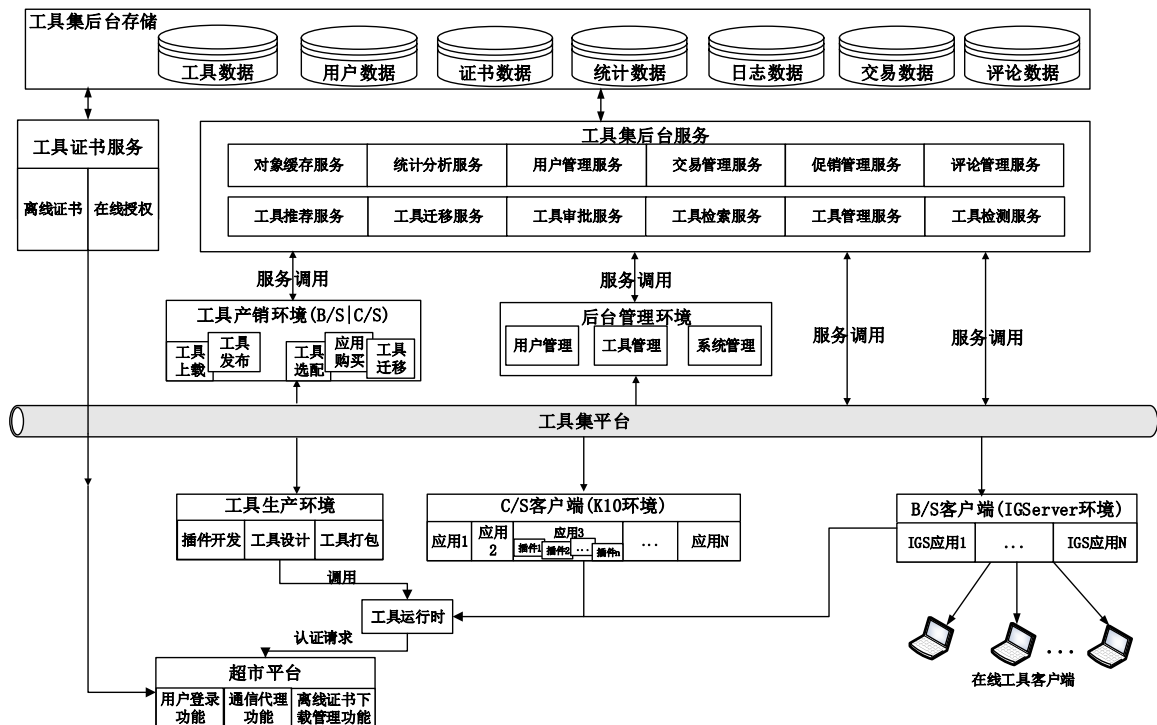 工具集后台存储
工具数据
用户数据
证书数据
统计数据
日志数据
交易数据
评论数据
工具证书服务
离线证书
在线授权
工具集后台服务
对象缓存服务
统计分析服务
用户管理服务
交易管理服务
促销管理服务
评论管理服务
工具推荐服务
工具迁移服务
工具审批服务
工具检索服务
工具管理服务
工具检测服务
服务调用
服务调用
服务调用
服务调用
工具产销环境(B/S|C/S)
工具
上载
工具
发布
工具
选配
应用
购买
工具
迁移
后台管理环境
用户管理
工具管理
系统管理
工具集平台
工具生产环境
插件开发
工具设计
工具打包
C/S客户端(K10环境)
应用1
应用
2
应用3
插件1
插件2
...
插件n
...
应用N
B/S客户端(IGServer环境)
IGS应用1
...
IGS应用N
调用
工具运行时
认证请求
超市平台
用户登录
功能
通信代理
功能
离线证书下
载管理功能
...
在线工具客户端